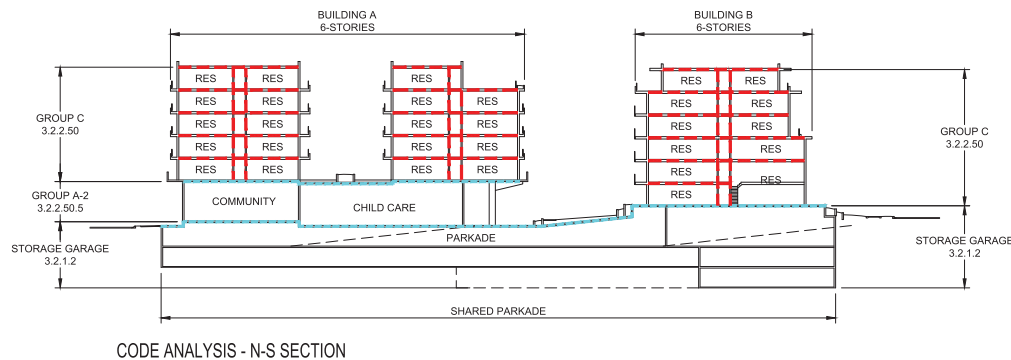 BUILDING A
6-STORIES
BUILDING B
6-STORIES
RES RES RES RES RES
RES RES RES RES RES RES
GROUP C
3.2.2.50
RES RES RES RES RES RES
GROUP C
3.2.2.50
RES RES RES RES RES RES
RES RES RES RES RES RES
RES
GROUP A-2
3.2.2.50.5
COMMUNITY
CHILD CARE
PARKADE
STORAGE GARAGE
3.2.1.2
STORAGE GARAGE
3.2.1.2
SHARED PARKADE
CODE ANALYSIS - N-S SECTION